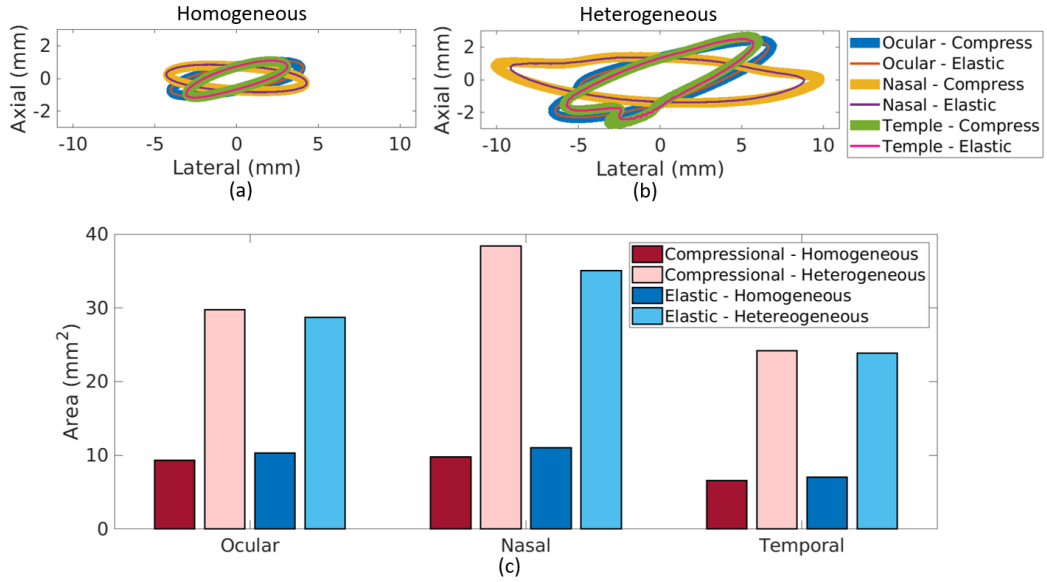 Homogeneous
Heterogeneous
Axial (mm)
2
0
-2
-10
-5
0
5
10
Lateral (mm)
(a)
Axial (mm)
2
0
-2
-10
-5
0
5
10
Lateral (mm)
(b)
Ocular - Compress
Ocular - Elastic
Nasal - Compress
Nasal - Elastic
Temple - Compress
Temple - Elastic
Area (mm²)
40
30
20
10
0
Compressional - Homogeneous
Compressional - Heterogeneous
Elastic - Homogeneous
Elastic - Hetereogeneous
Ocular
Nasal
Temporal
(c)